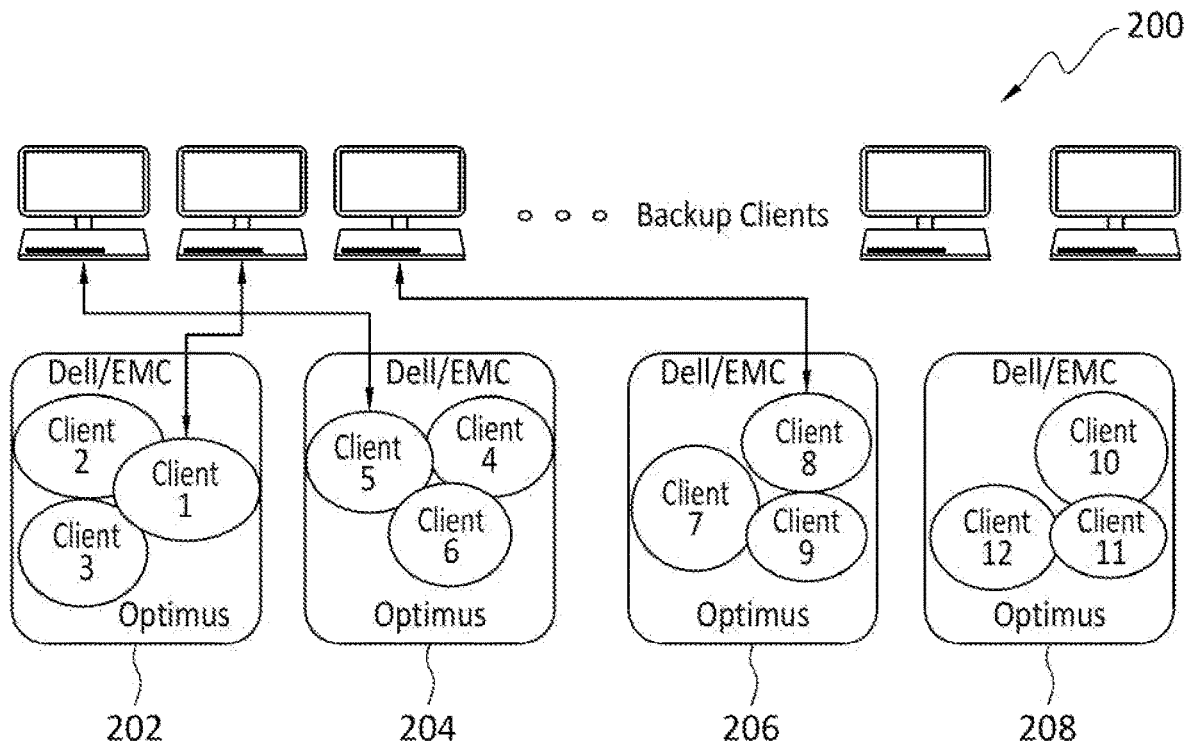 200
Backup Clients
Dell/EMC
Client
2
Client
1
Client
3
Optimus
Dell/EMC
Client
5
Client
4
Client
6
Optimus
Dell/EMC
Client
8
Client
7
Client
9
Optimus
Dell/EMC
Client
10
Client
12
Client
11
Optimus
202
204
206
208